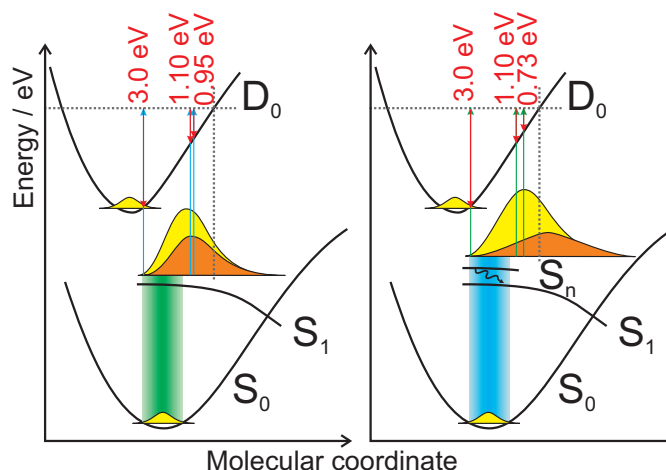 Energy / eV
3.0 eV
1.10 eV
0.95 eV
D0
S1
S0
3.0 eV
1.10 eV
0.73 eV
D0
Sn
S1
S0
Molecular coordinate